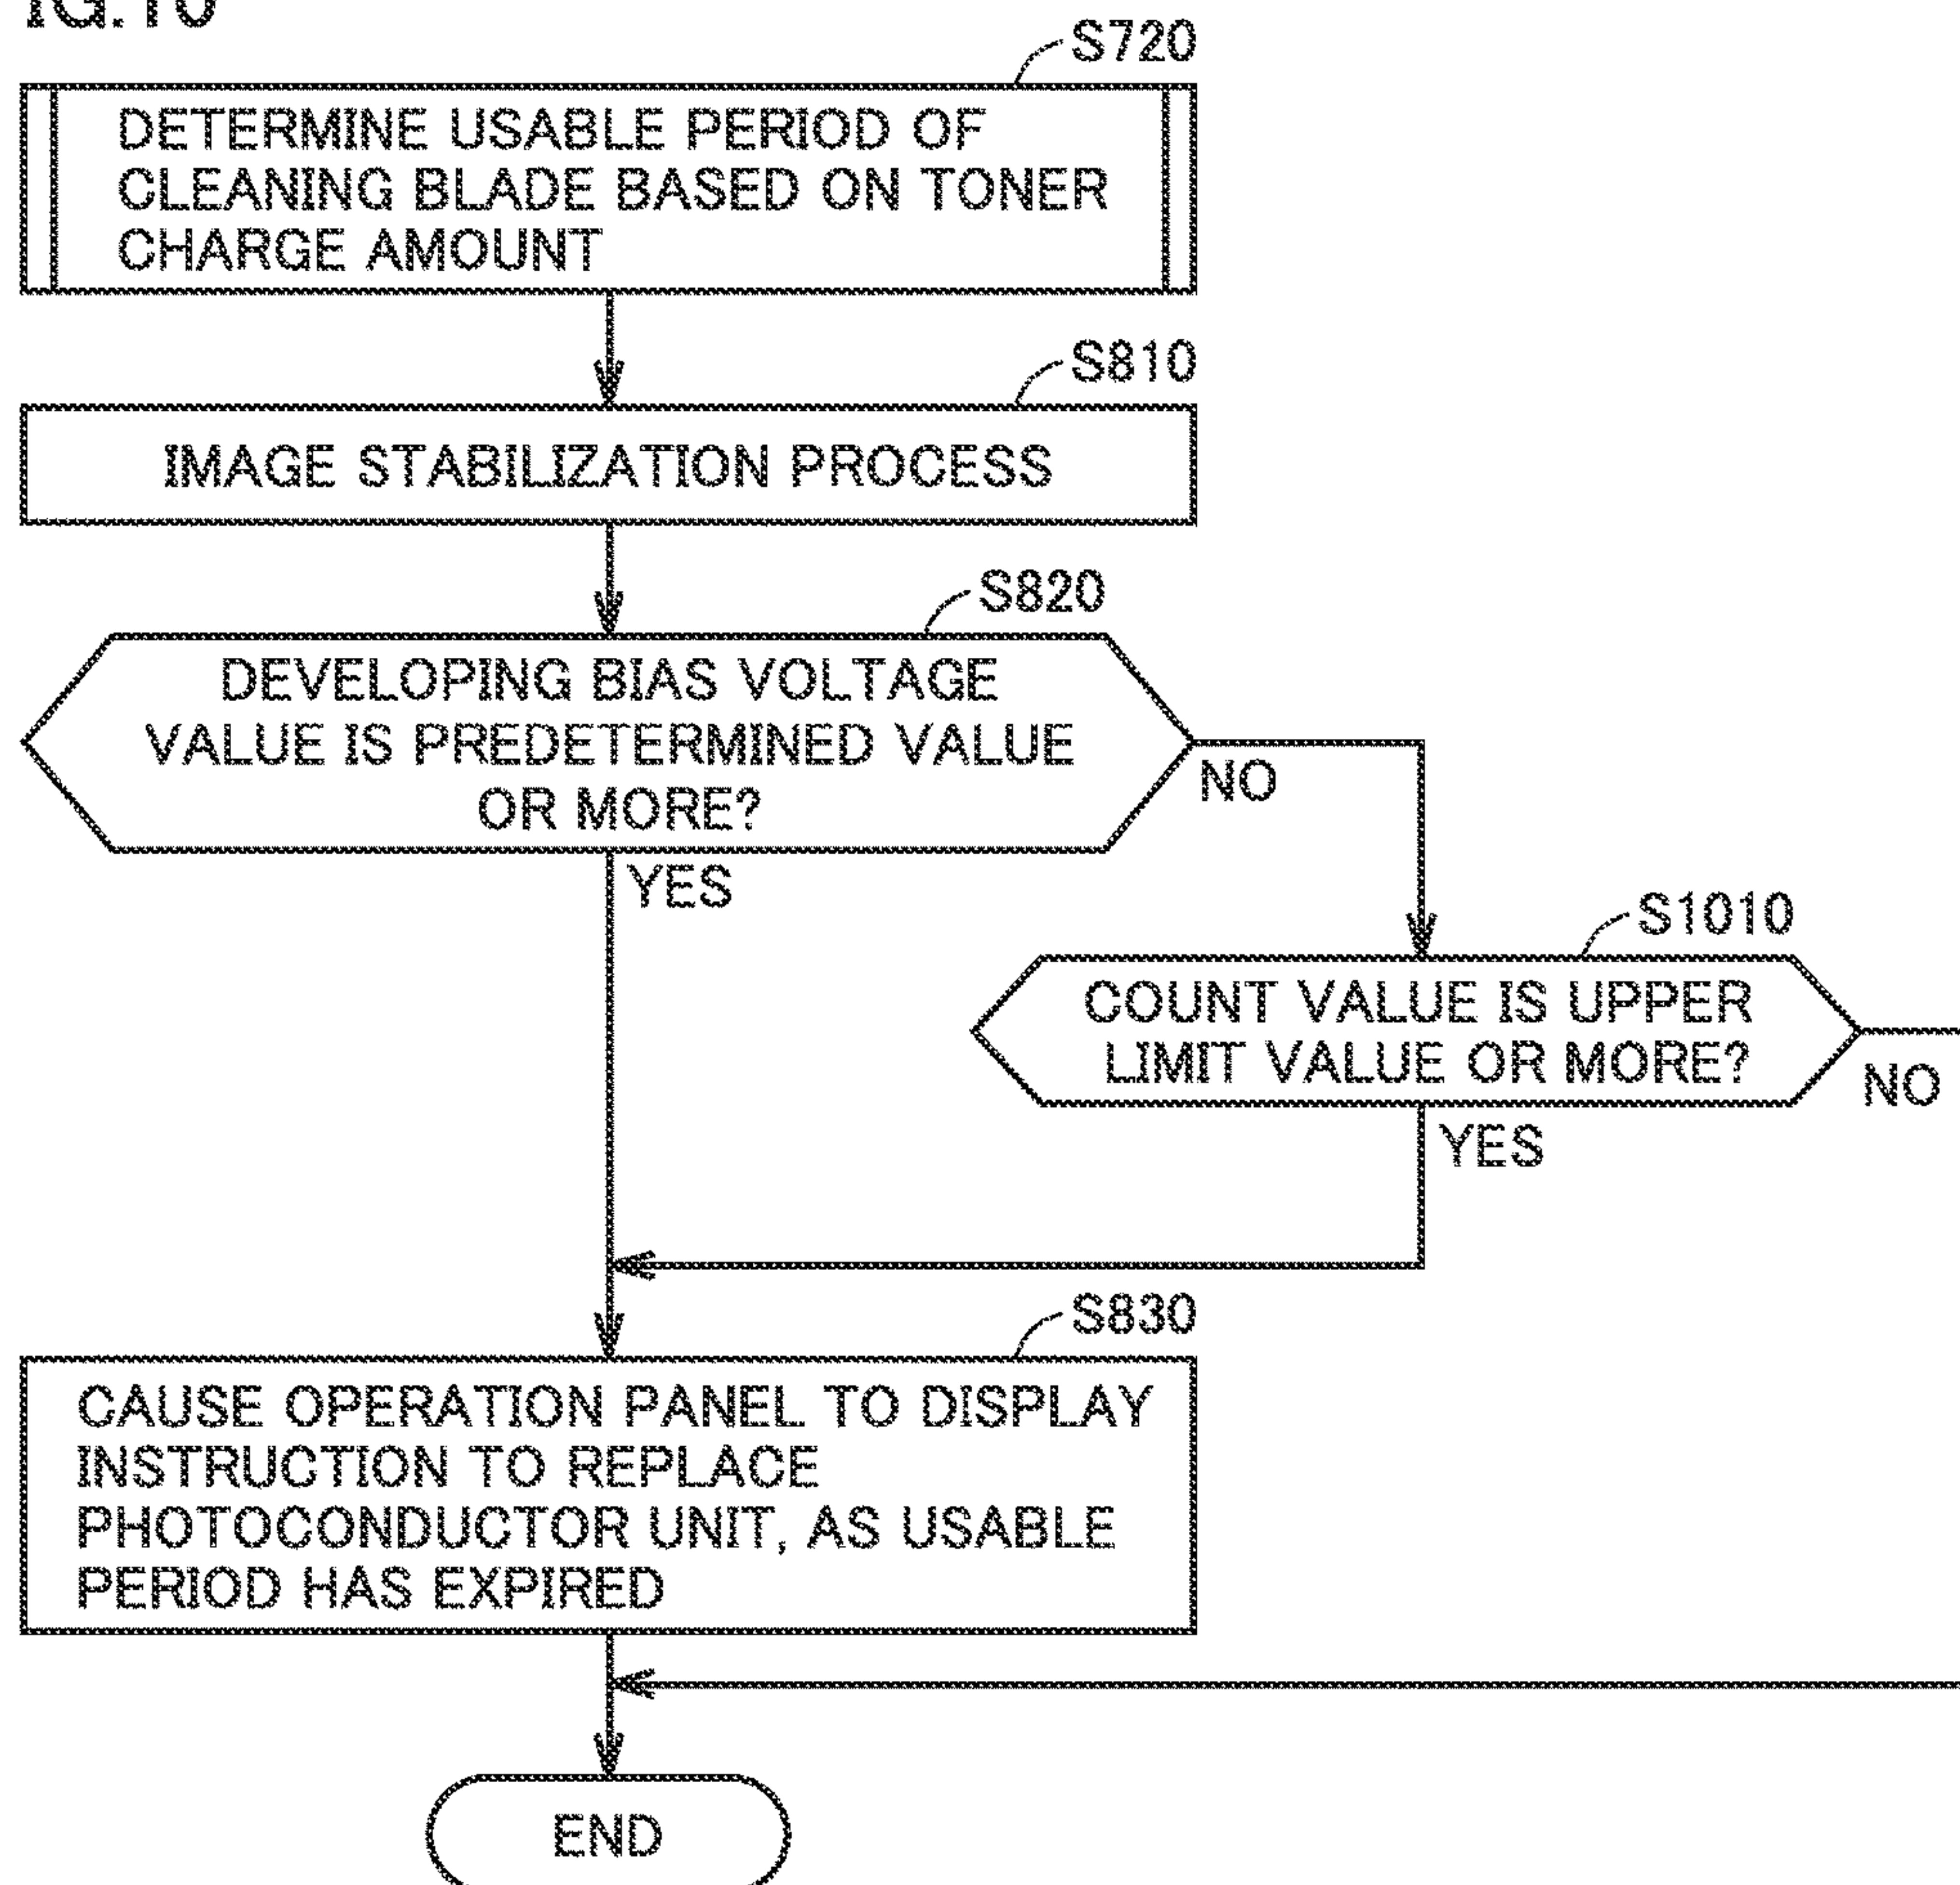 IG.10
S720
DETERMINE USABLE PERIOD OF
CLEANING BLADE BASED ON TONER
CHARGE AMOUNT
S810
IMAGE STABILIZATION PROCESS
S820
DEVELOPING BIAS VOLTAGE
VALUE IS PREDETERMINED VALUE
OR MORE?
NO
YES
S1010
COUNT VALUE IS UPPER
LIMIT VALUE OR MORE?
NO
YES
S830
CAUSE OPERATION PANEL TO DISPLAY
INSTRUCTION TO REPLACE
PHOTOCONDUCTOR UNIT, AS USABLE
PERIOD HAS EXPIRED
END